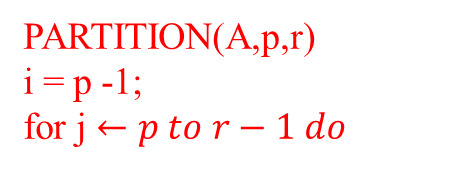 PARTITION(A,p,r)
i = p -1;
for j ← p to r − 1 do